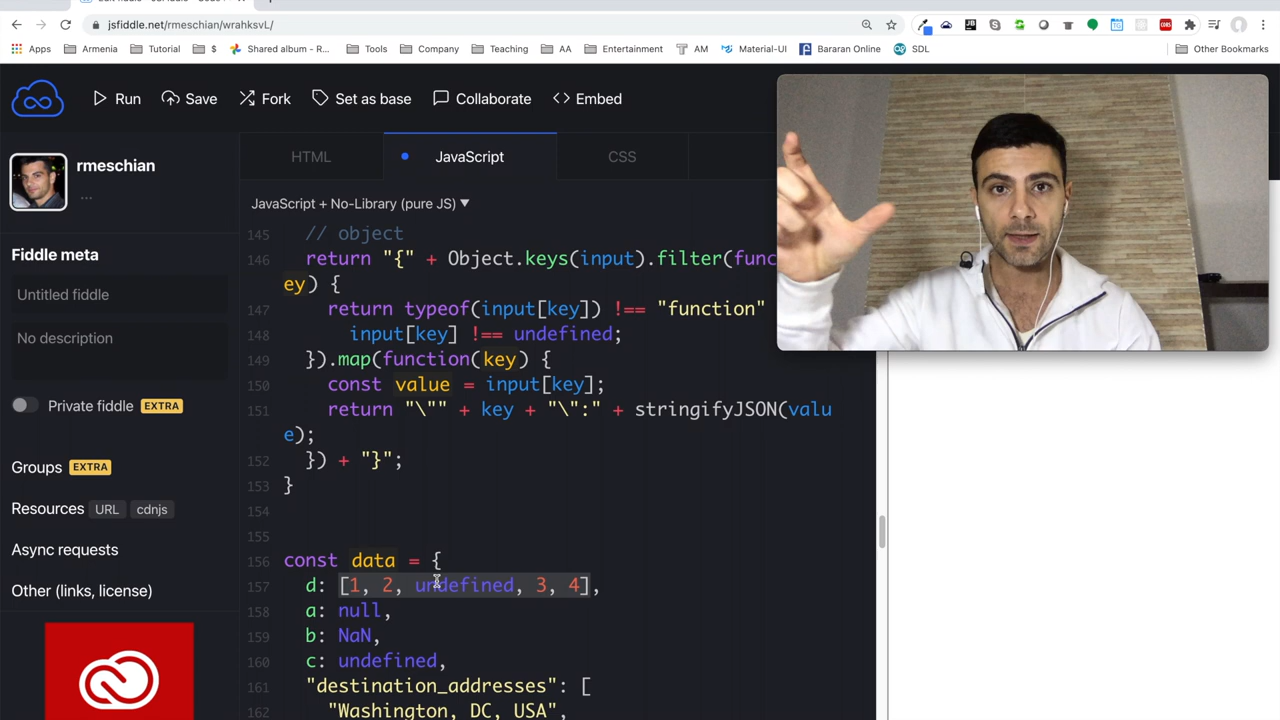 jsfiddle.net/rmeschian/wrahksvL/
Apps Armenia Tutorial $ Shared album - R... Tools Company Teaching AA Entertainment AM Material-UI Bararan Online SDL Other Bookmarks
Run Save Fork Set as base Collaborate Embed
rmeschian
...
Fiddle meta
Untitled fiddle
No description
Private fiddle EXTRA
Groups EXTRA
Resources URL cdnjs
Async requests
Other (links, license)
HTML JavaScript CSS
JavaScript + No-Library (pure JS) ▼
145 // object
146 return "{" + Object.keys(input).filter(func
ey) {
147 return typeof(input[key]) !== "function"
148 input[key] !== undefined;
149 }).map(function(key) {
150 const value = input[key];
151 return "\"" + key + "\":" + stringifyJSON(valu
e);
152 }) + "}";
153 }
154
155
156 const data = {
157 d: [1, 2, undefined, 3, 4],
158 a: null,
159 b: NaN,
160 c: undefined,
161 "destination_addresses": [
162 "Washington, DC, USA",